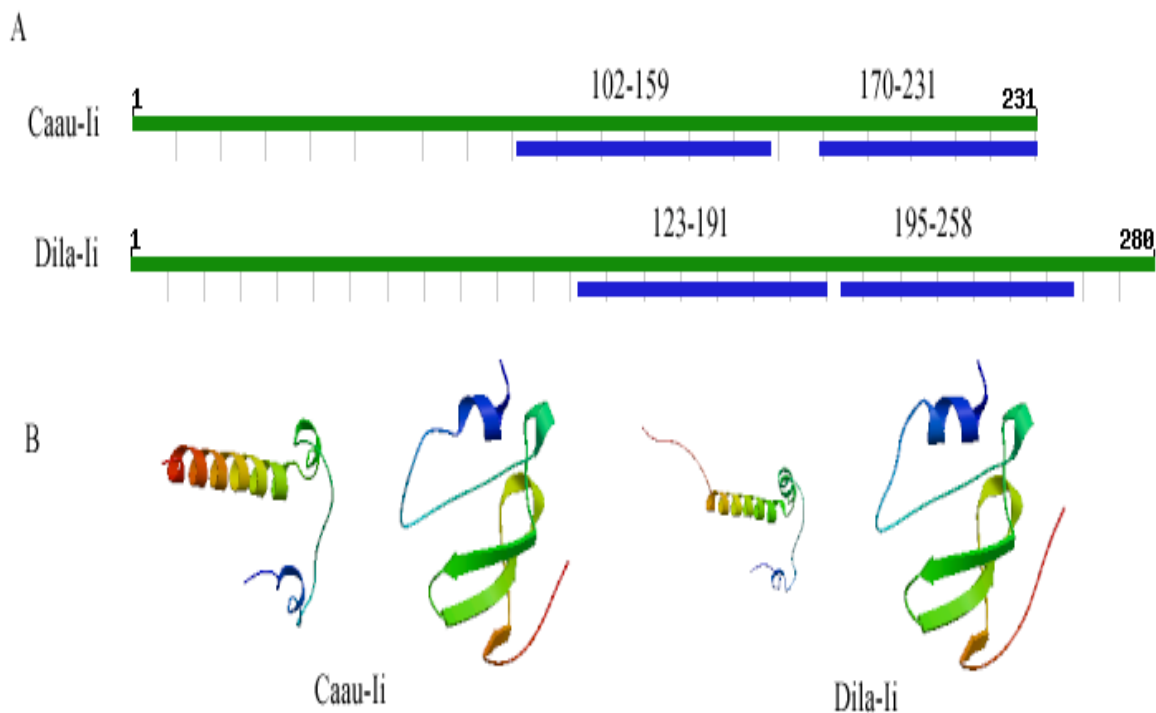 A
102-159 170-231
1 231
Caau-Ii
123-191 195-258
1 280
Dila-Ii
B
Caau-Ii Dila-Ii